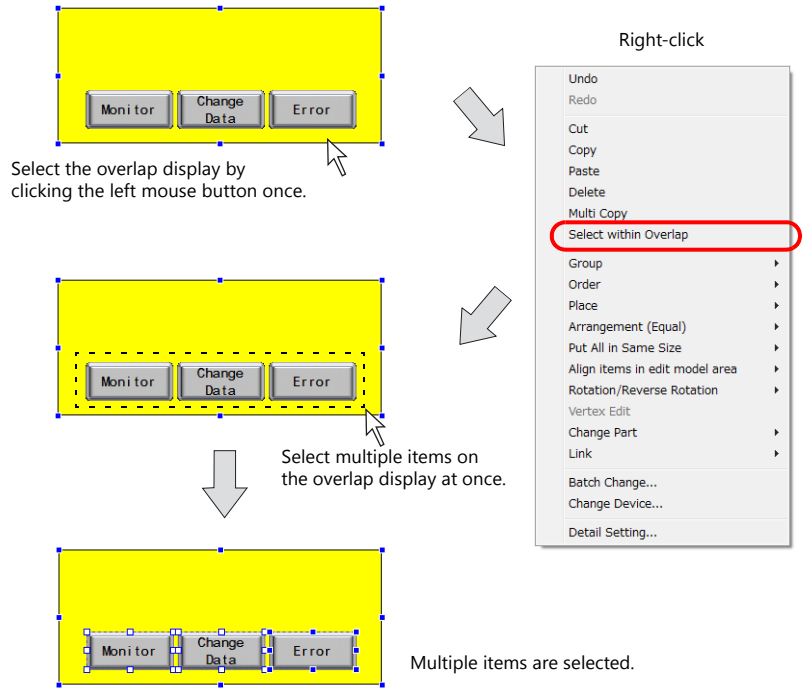 Monitor
Change
Data
Error
Select the overlap display by
clicking the left mouse button once.
Right-click
Undo
Redo
Cut
Copy
Paste
Delete
Multi Copy
Select within Overlap
Group
Order
Place
Arrangement (Equal)
Put All in Same Size
Align items in edit model area
Rotation/Reverse Rotation
Vertex Edit
Change Part
Link
Batch Change...
Change Device...
Detail Setting...
Monitor
Change
Data
Error
Select multiple items on
the overlap display at once.
Monitor
Change
Data
Error
Multiple items are selected.